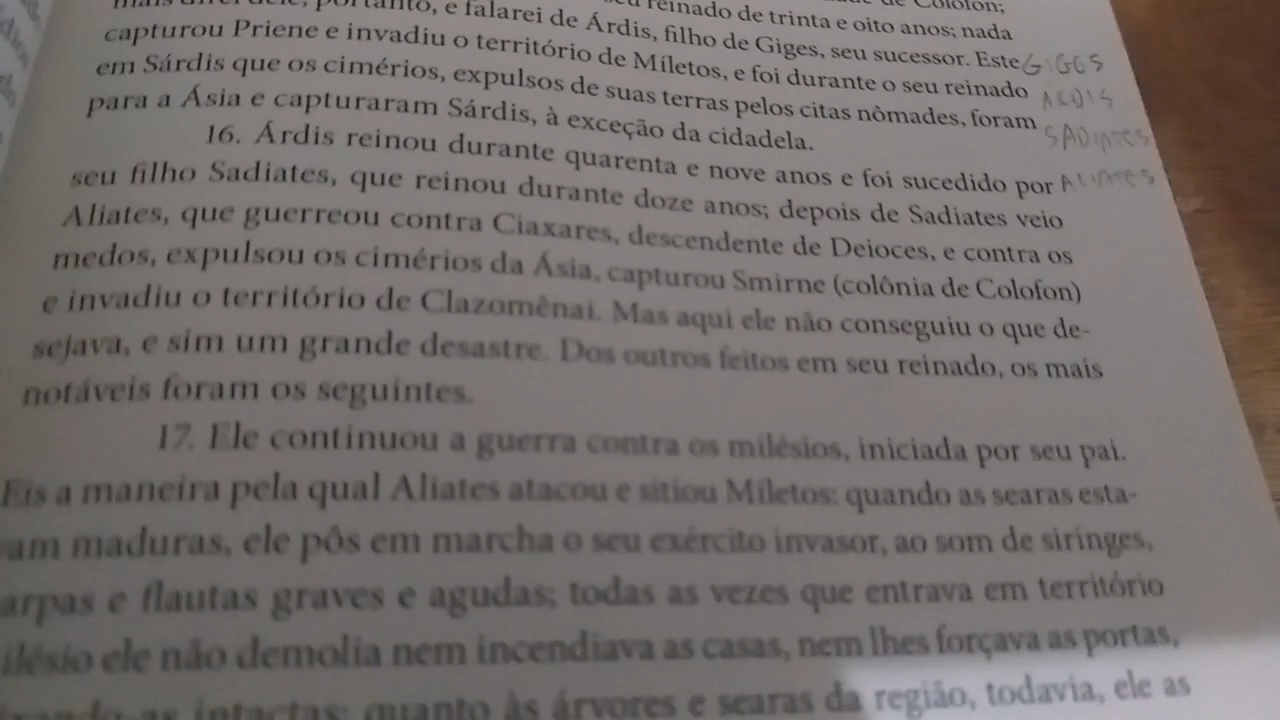 mais direi dele, portanto, e falarei de Árdis, filho de Giges, seu sucessor. Este
seu reinado de trinta e oito anos; nada
capturou Priene e invadiu o território de Míletos, e foi durante o seu reinado
em Sárdis que os cimérios, expulsos de suas terras pelos citas nômades, foram
para a Ásia e capturaram Sárdis, à exceção da cidadela.
16. Árdis reinou durante quarenta e nove anos e foi sucedido por
seu filho Sadiates, que reinou durante doze anos; depois de Sadiates veio
Aliates, que guerreou contra Ciaxares, descendente de Deioces, e contra os
medos, expulsou os cimérios da Ásia, capturou Smirne (colônia de Colofon)
e invadiu o território de Clazomênai. Mas aqui ele não conseguiu o que de-
sejava, e sim um grande desastre. Dos outros feitos em seu reinado, os mais
notáveis foram os seguintes.
17. Ele continuou a guerra contra os milésios, iniciada por seu pai.
Eis a maneira pela qual Aliates atacou e sitiou Míletos: quando as searas esta-
am maduras, ele pôs em marcha o seu exército invasor, ao som de siringes,
arpas e flautas graves e agudas; todas as vezes que entrava em território
ilésio ele não demolia nem incendiava as casas, nem lhes forçava as portas,
as intactas; quanto às árvores e searas da região, todavia, ele as
GIGES
SADIATES
ALIATES